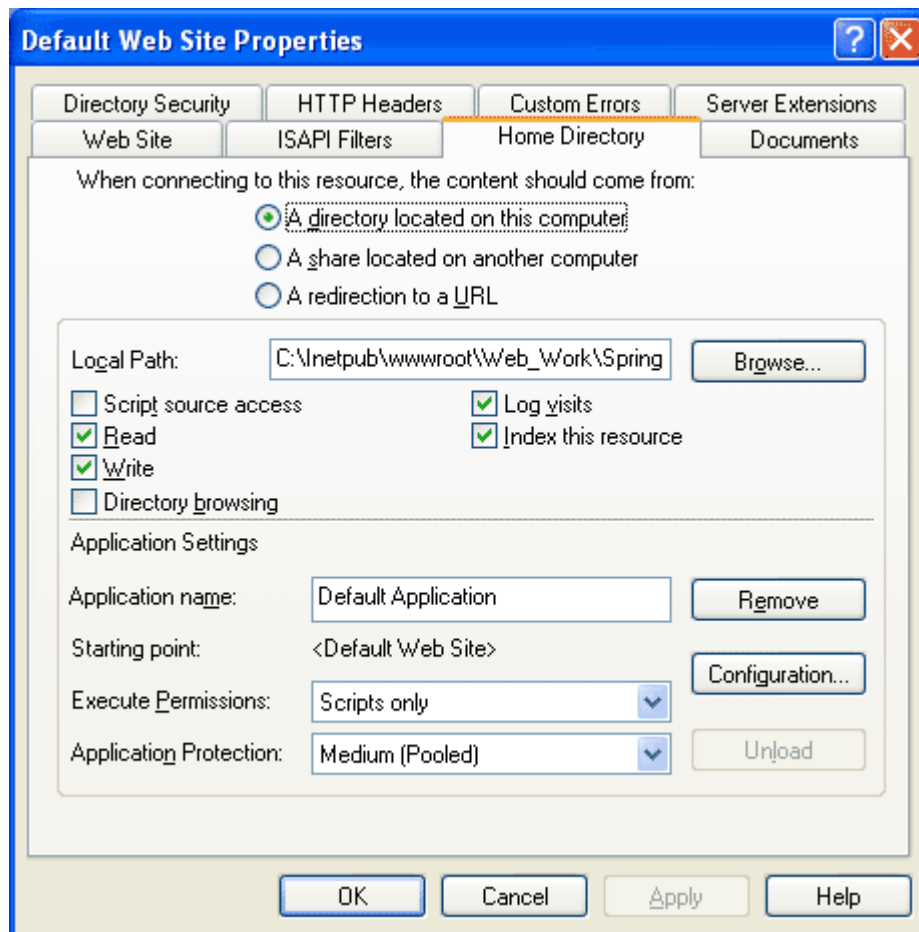 Default Web Site Properties
Directory Security HTTP Headers Custom Errors Server Extensions
Web Site ISAPI Filters Home Directory Documents
When connecting to this resource, the content should come from:
A directory located on this computer
A share located on another computer
A redirection to a URL
Local Path: C:\Inetpub\wwwroot\Web_Work\Spring Browse...
Script source access Log visits
Read Index this resource
Write
Directory browsing
Application Settings
Application name: Default Application Remove
Starting point: <Default Web Site>
Configuration...
Execute Permissions: Scripts only
Application Protection: Medium (Pooled) Unload
OK Cancel Apply Help